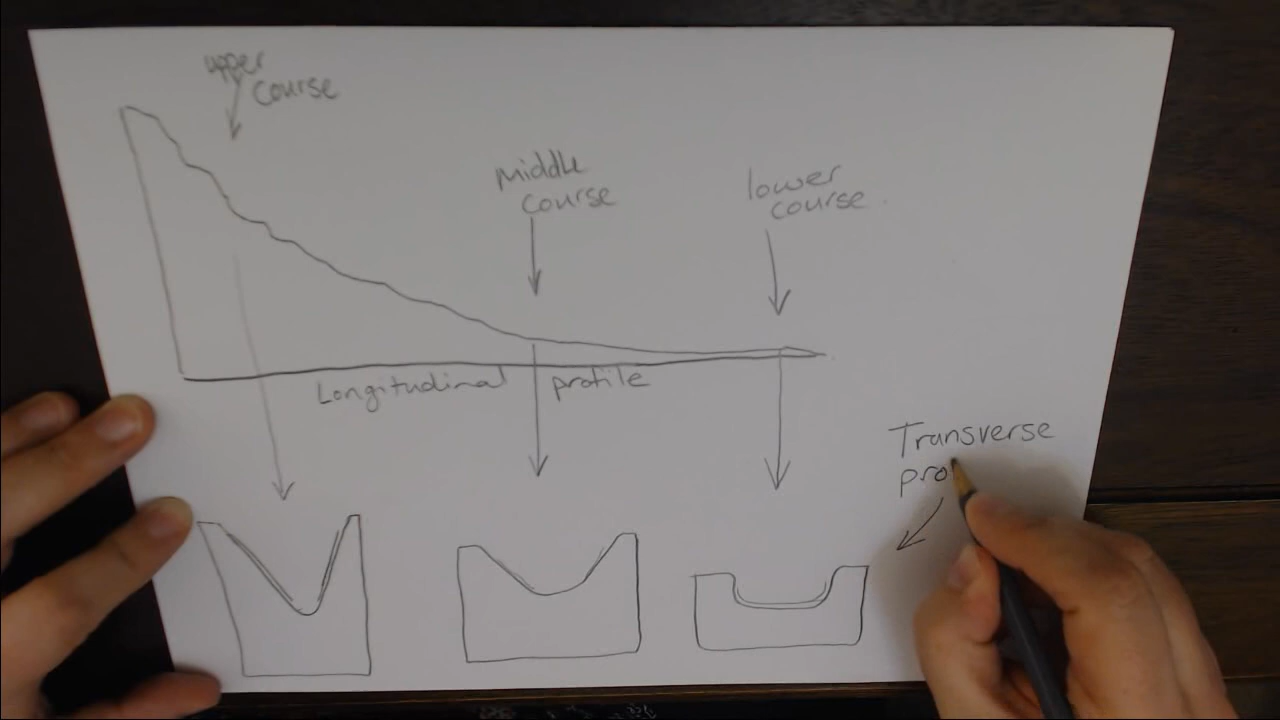 upper
course
Middle
course
lower
course.
Longitudinal profile
Transverse
pro